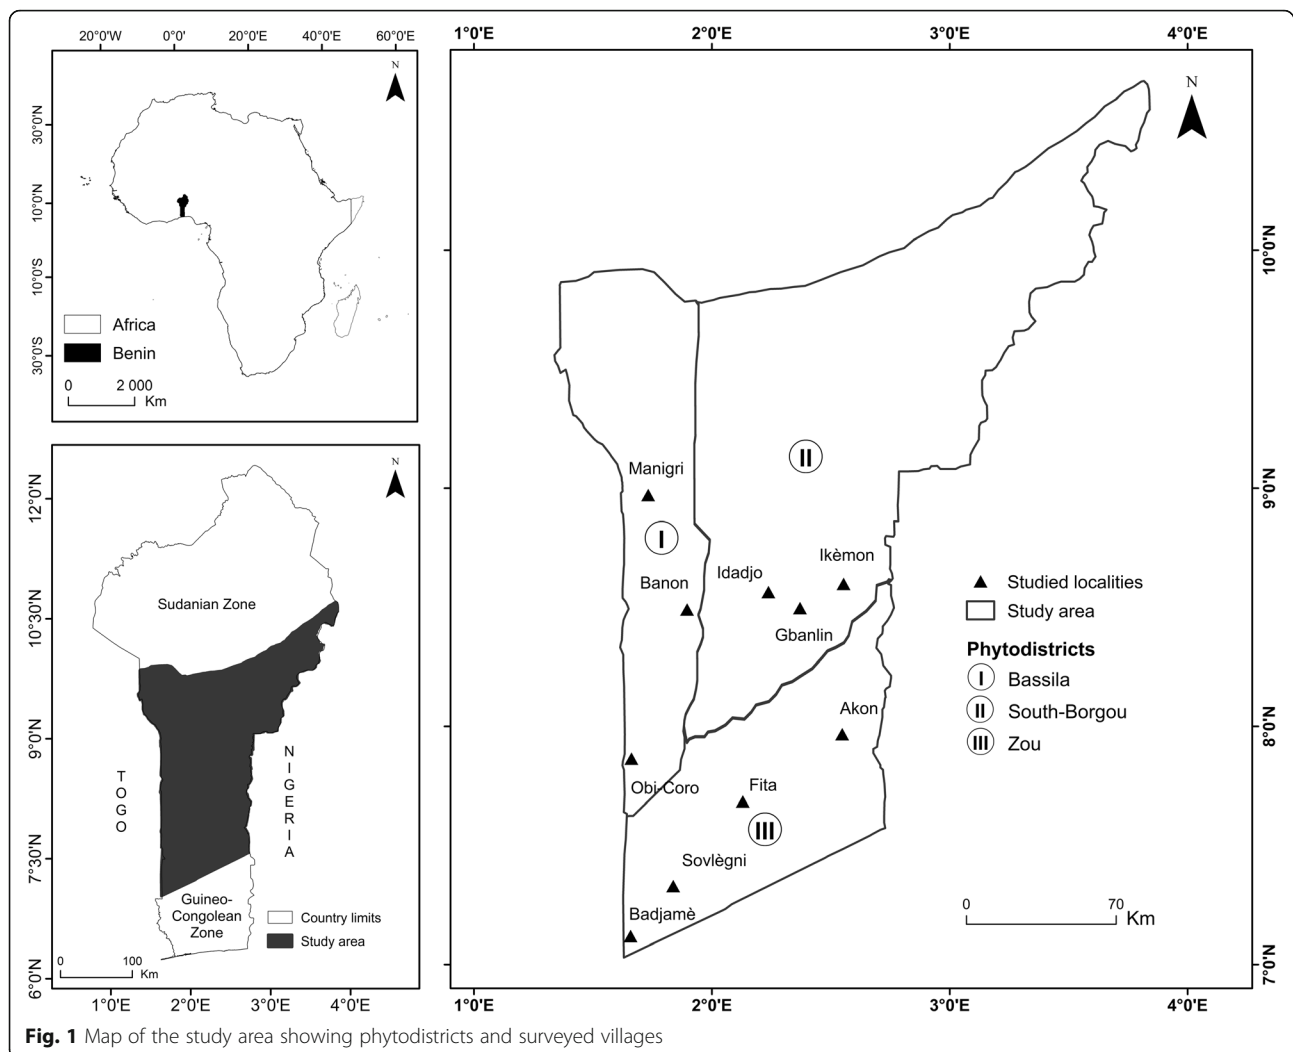 20°0'W 0°0' 20°0'E 40°0'E 60°0'E
N
30°0'N
10°0'N
10°0'S
30°0'S
Africa
Benin
0 2 000
Km
N
12°0'N
10°30'N
9°0'N
7°30'N
6°0'N
Sudanian Zone
TOGO
NIGERIA
Guineo-
Congolean
Zone
Country limits
Study area
0 100
Km
1°0'E 2°0'E 3°0'E 4°0'E
1°0'E 2°0'E 3°0'E 4°0'E
N
10°0'N
9°0'N
8°0'N
7°0'N
Manigri
II
I
Ikèmon
Idadjo
Banon
Gbanlin
Akon
Obi-Coro
Fita
III
Sovlègni
Badjamè
Studied localities
Study area
Phytodistricts
I Bassila
II South-Borgou
III Zou
0 70
Km
1°0'E 2°0'E 3°0'E 4°0'E
Fig. 1 Map of the study area showing phytodistricts and surveyed villages